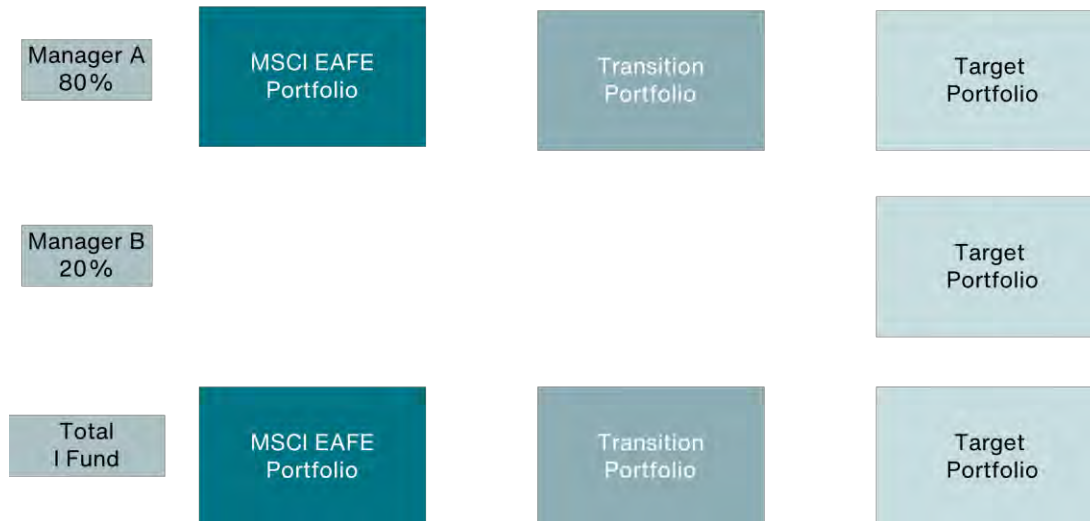 Manager A
80%
MSCI EAFE
Portfolio
Transition
Portfolio
Target
Portfolio
Manager B
20%
Target
Portfolio
Total
I Fund
MSCI EAFE
Portfolio
Transition
Portfolio
Target
Portfolio